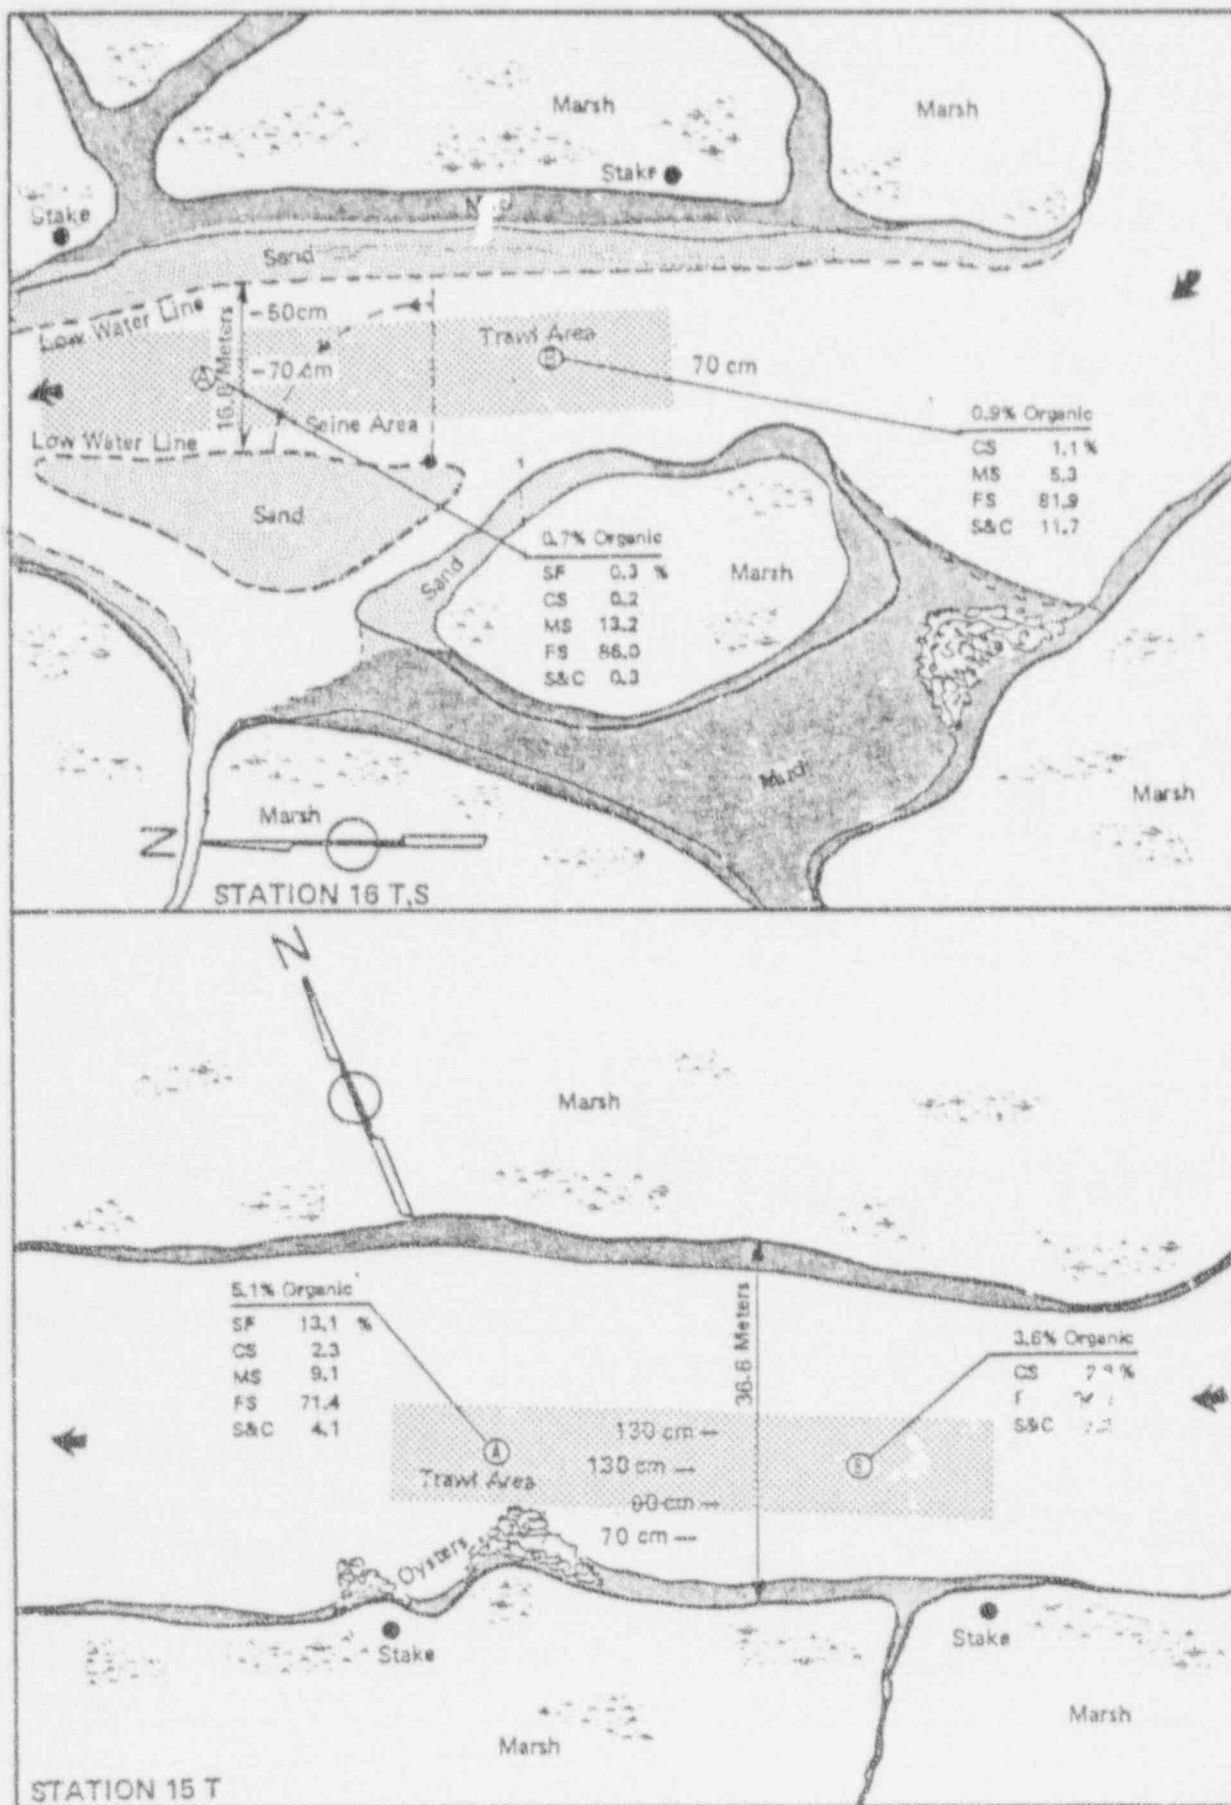 Marsh
Marsh
Stake
Stake
Sand
Low Water Line
-50cm
16.8 Meters
Trawl Area
B
70 cm
A
-70 cm
Seine Area
Low Water Line
0.9% Organic
CS 1.1 %
MS 5.3
FS 81.9
S&C 11.7
Sand
0.7% Organic
SF 0.3 %
CS 0.2
MS 13.2
FS 86.0
S&C 0.3
Sand
Marsh
Mud
Marsh
Marsh
N
STATION 16 T,S
N
Marsh
5.1% Organic
SF 13.1 %
CS 2.3
MS 9.1
FS 71.4
S&C 4.1
36.6 Meters
3.6% Organic
CS %
S&C
130 cm
A
130 cm
Trawl Area
90 cm
70 cm
Oysters
Stake
Stake
Marsh
Marsh
STATION 15 T